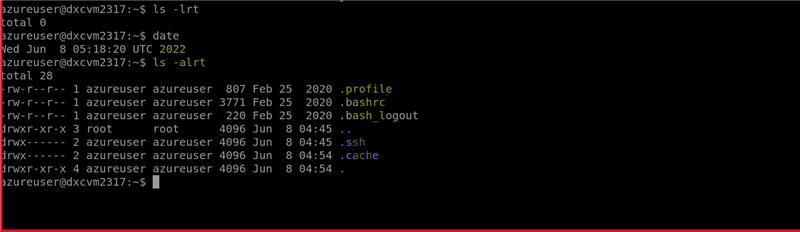 azureuser@dxcvm2317:~$ ls -lrt
total 0
azureuser@dxcvm2317:~$ date
Wed Jun  8 05:18:20 UTC 2022
azureuser@dxcvm2317:~$ ls -alrt
total 28
-rw-r--r-- 1 azureuser azureuser  807 Feb 25  2020 .profile
-rw-r--r-- 1 azureuser azureuser 3771 Feb 25  2020 .bashrc
-rw-r--r-- 1 azureuser azureuser  220 Feb 25  2020 .bash_logout
drwxr-xr-x 3 root      root      4096 Jun  8 04:45 ..
drwx------ 2 azureuser azureuser 4096 Jun  8 04:45 .ssh
drwx------ 2 azureuser azureuser 4096 Jun  8 04:54 .cache
drwxr-xr-x 4 azureuser azureuser 4096 Jun  8 04:54 .
azureuser@dxcvm2317:~$